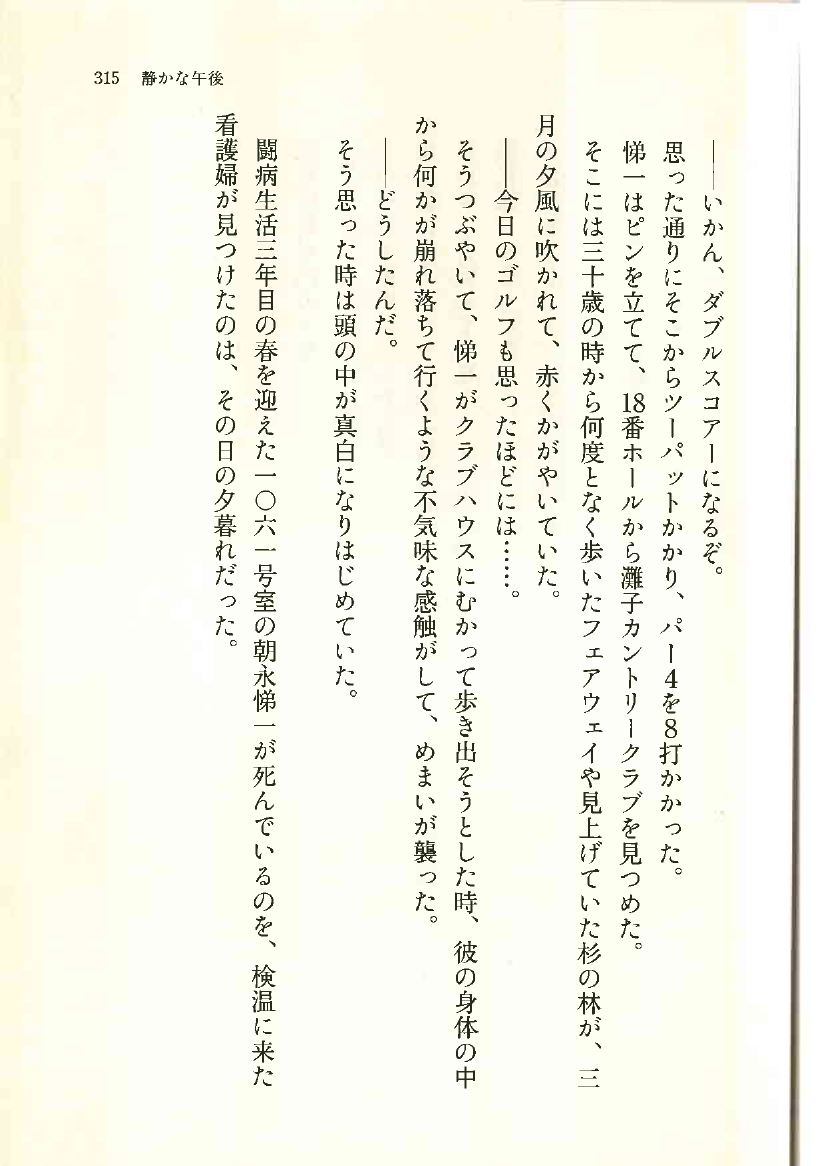 315　静かな午後
――いかん、ダブルスコアーになるぞ。
思った通りにそこからツーパットかかり、パー4を8打かかった。
悌一はピンを立てて、18番ホールから灘子カントリークラブを見つめた。
そこには三十歳の時から何度となく歩いたフェアウェイや見上げていた杉の林が、三
月の夕風に吹かれて、赤くかがやいていた。
――今日のゴルフも思ったほどには……。
そうつぶやいて、悌一がクラブハウスにむかって歩き出そうとした時、彼の身体の中
から何かが崩れ落ちて行くような不気味な感触がして、めまいが襲った。
――どうしたんだ。
そう思った時は頭の中が真白になりはじめていた。
闘病生活三年目の春を迎えた一〇六一号室の朝永悌一が死んでいるのを、検温に来た
看護婦が見つけたのは、その日の夕暮れだった。